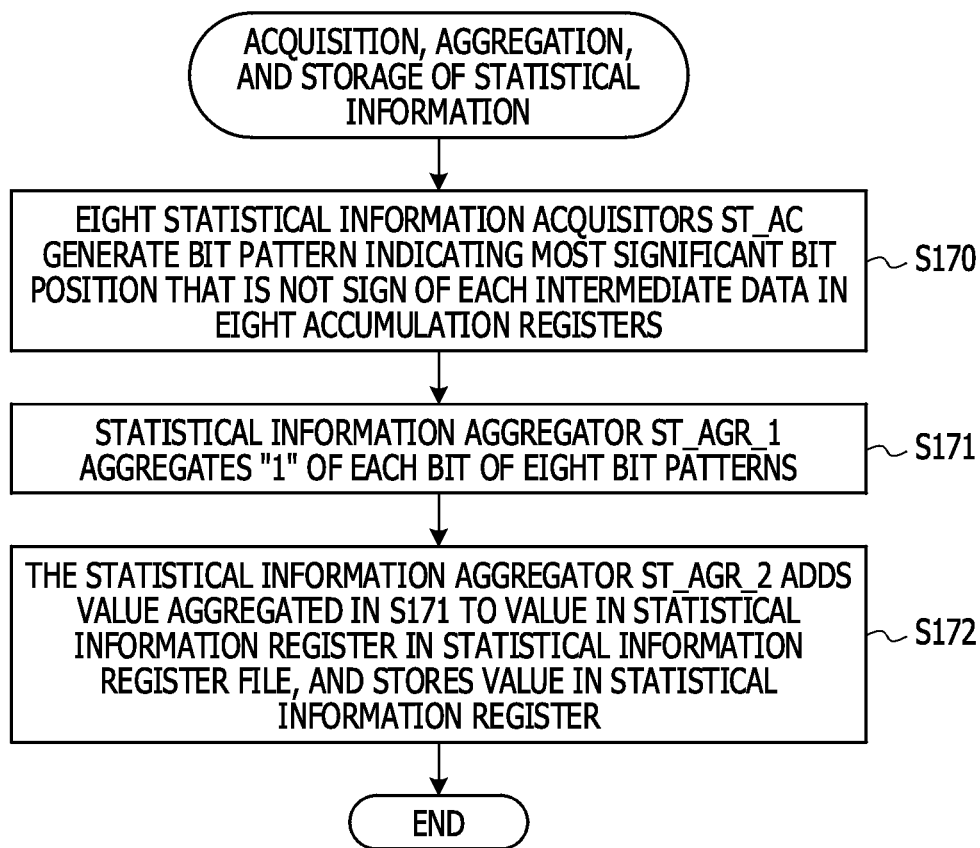 ACQUISITION, AGGREGATION,
AND STORAGE OF STATISTICAL
INFORMATION
EIGHT STATISTICAL INFORMATION ACQUISITORS ST_AC
GENERATE BIT PATTERN INDICATING MOST SIGNIFICANT BIT
POSITION THAT IS NOT SIGN OF EACH INTERMEDIATE DATA IN
EIGHT ACCUMULATION REGISTERS
S170
STATISTICAL INFORMATION AGGREGATOR ST_AGR_1
AGGREGATES "1" OF EACH BIT OF EIGHT BIT PATTERNS
S171
THE STATISTICAL INFORMATION AGGREGATOR ST_AGR_2 ADDS
VALUE AGGREGATED IN S171 TO VALUE IN STATISTICAL
INFORMATION REGISTER IN STATISTICAL INFORMATION
REGISTER FILE, AND STORES VALUE IN STATISTICAL
INFORMATION REGISTER
S172
END